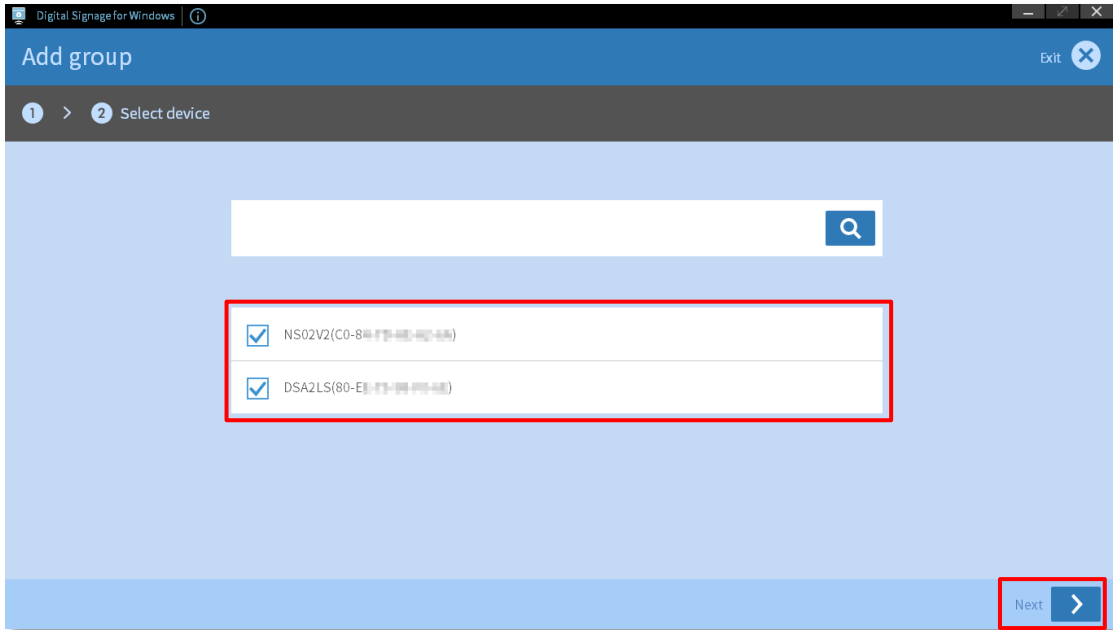 Digital Signage for Windows
Add group
Exit
1 > 2 Select device
NS02V2(C0-8
DSA2LS(80-E
Next